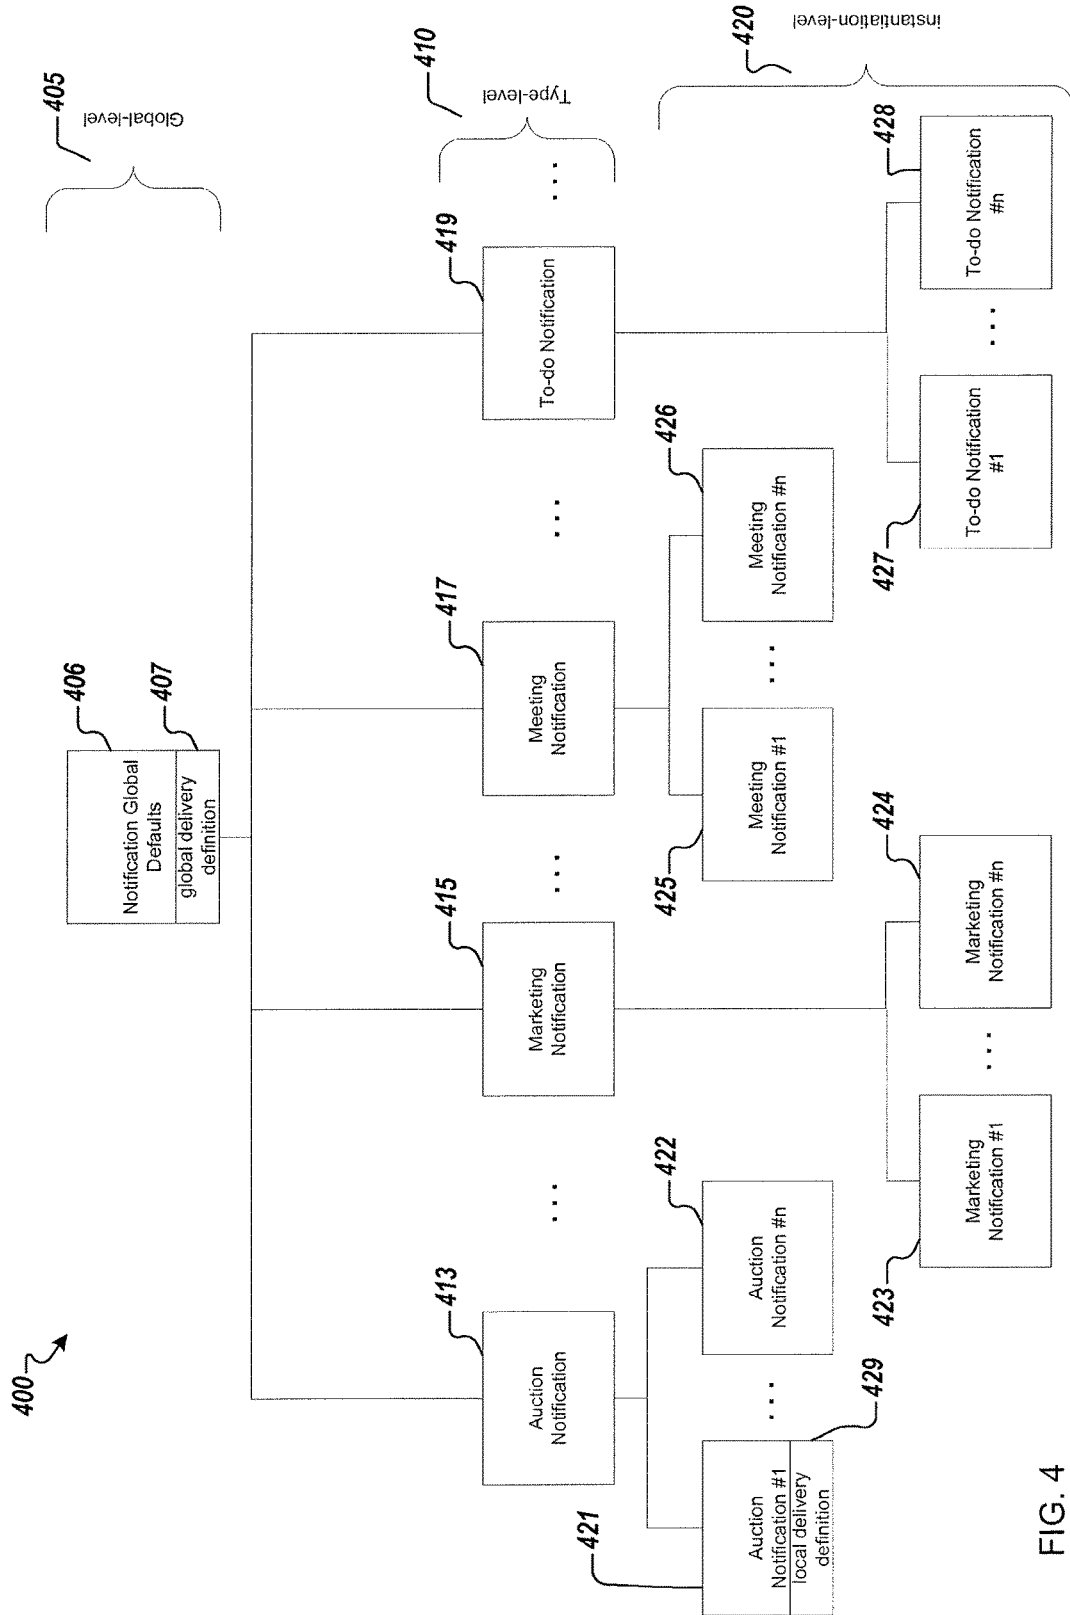 400
405
Global-level
406
Notification Global
Defaults
407
global delivery
definition
410
Type-level
413
Auction
Notification
...
415
Marketing
Notification
...
417
Meeting
Notification
...
419
To-do Notification
...
420
instantiation-level
421
Auction
Notification #1
local delivery
definition
429
...
422
Auction
Notification #n
423
Marketing
Notification #1
...
424
Marketing
Notification #n
425
Meeting
Notification #1
...
426
Meeting
Notification #n
427
To-do Notification
#1
...
428
To-do Notification
#n
FIG. 4